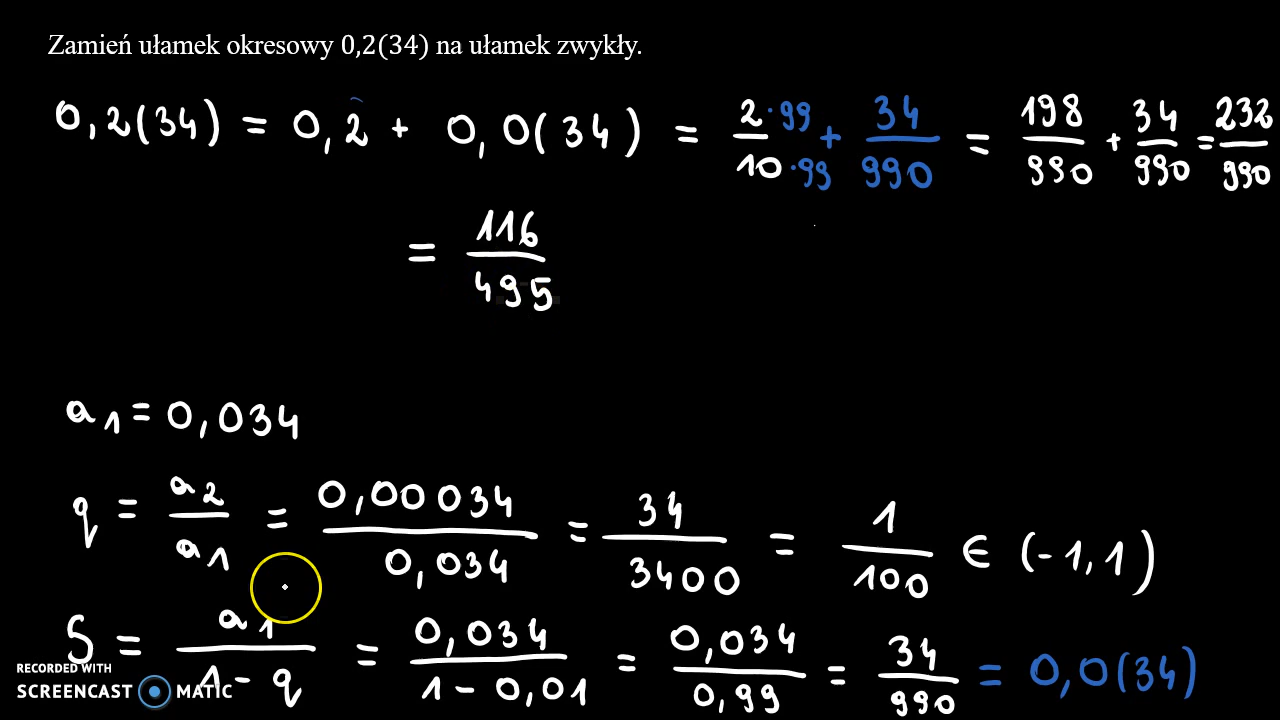 Zamień ułamek okresowy 0,2(34) na ułamek zwykły.
0,2(34) = 0,2 + 0,0(34) = 2·99/10·99 + 34/990 = 198/990 + 34/990 = 232/990
= 116/495
a1 = 0,034
q = a2/a1 = 0,00034/0,034 = 34/3400 = 1/100 ∈ (-1,1)
S = a1/1-q = 0,034/1-0,01 = 0,034/0,99 = 34/990 = 0,0(34)
RECORDED WITH
SCREENCAST MATIC